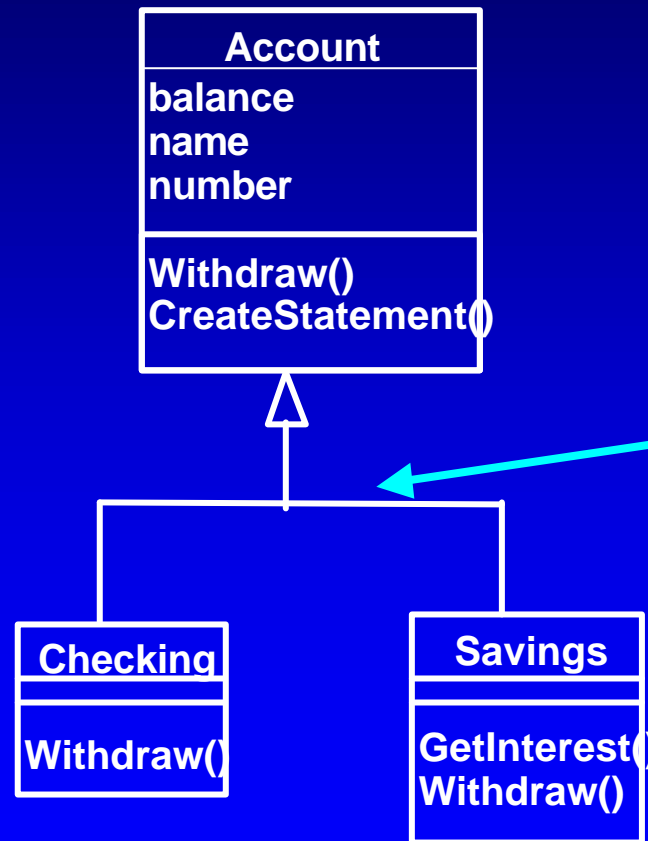 Account
balance
name
number
Withdraw()
CreateStatement()
Checking
Withdraw()
Savings
GetInterest()
Withdraw()